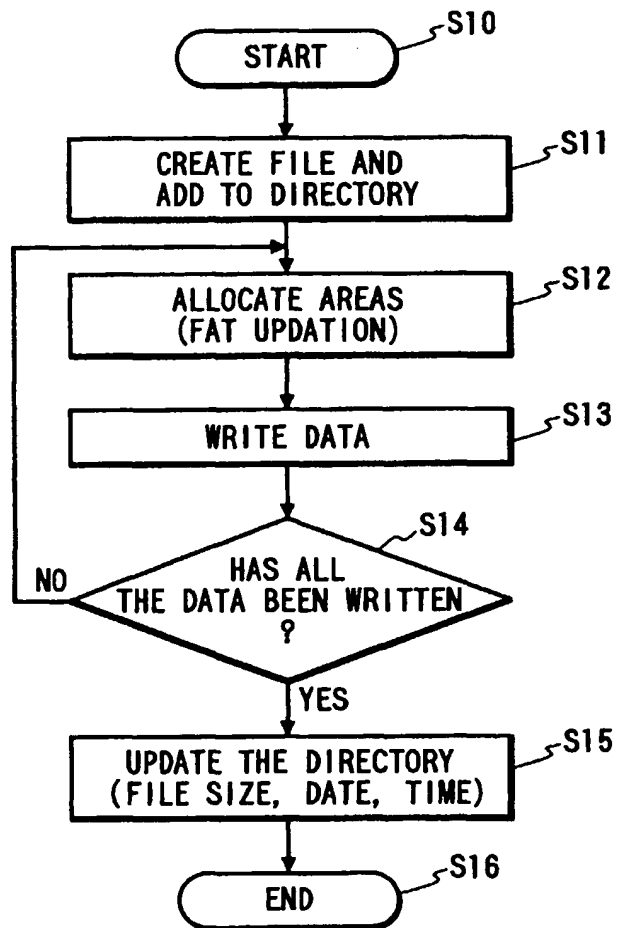 START
S10
CREATE FILE AND
ADD TO DIRECTORY
S11
ALLOCATE AREAS
(FAT UPDATION)
S12
WRITE DATA
S13
S14
HAS ALL
THE DATA BEEN WRITTEN
?
NO
YES
UPDATE THE DIRECTORY
(FILE SIZE, DATE, TIME)
S15
END
S16